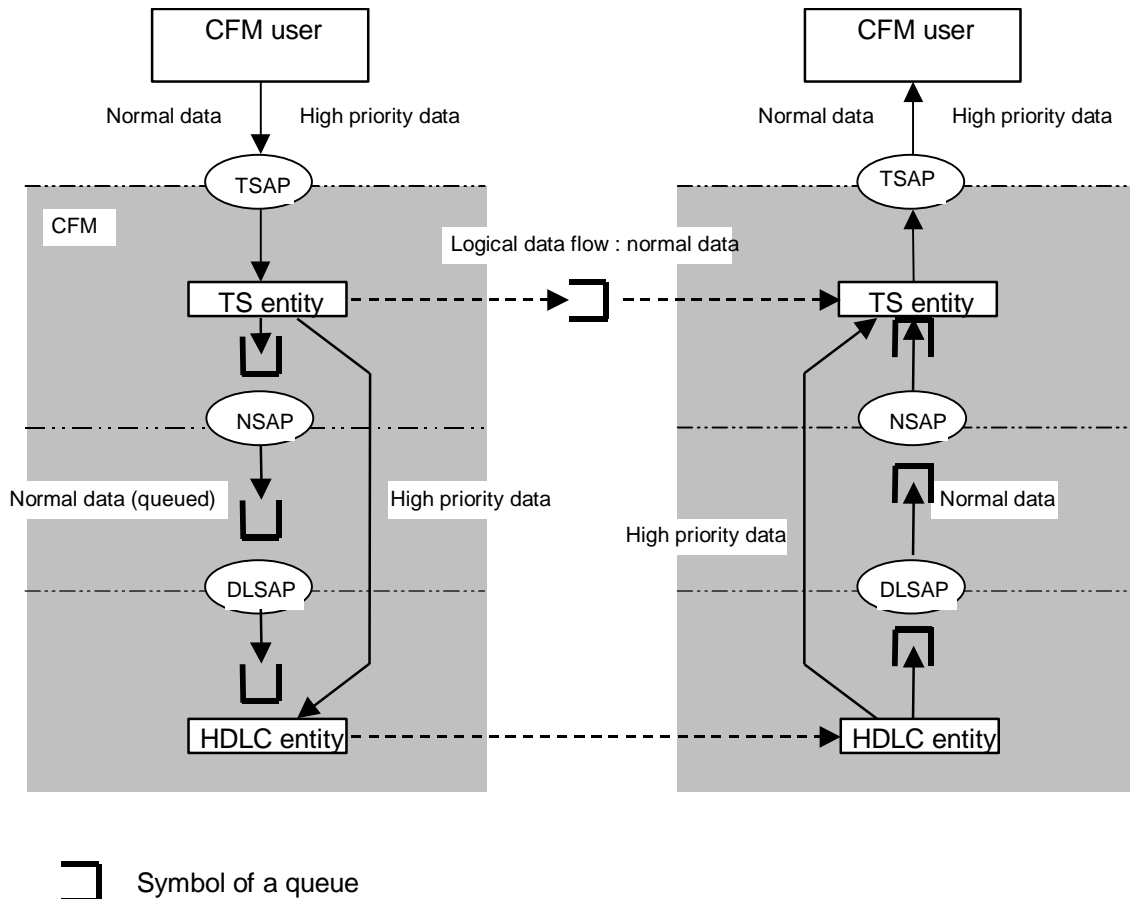 CFM user
CFM user
Normal data
High priority data
Normal data
High priority data
TSAP
TSAP
CFM
Logical data flow : normal data
TS entity
TS entity
NSAP
NSAP
Normal data (queued)
High priority data
Normal data
High priority data
DLSAP
DLSAP
HDLC entity
HDLC entity
Symbol of a queue